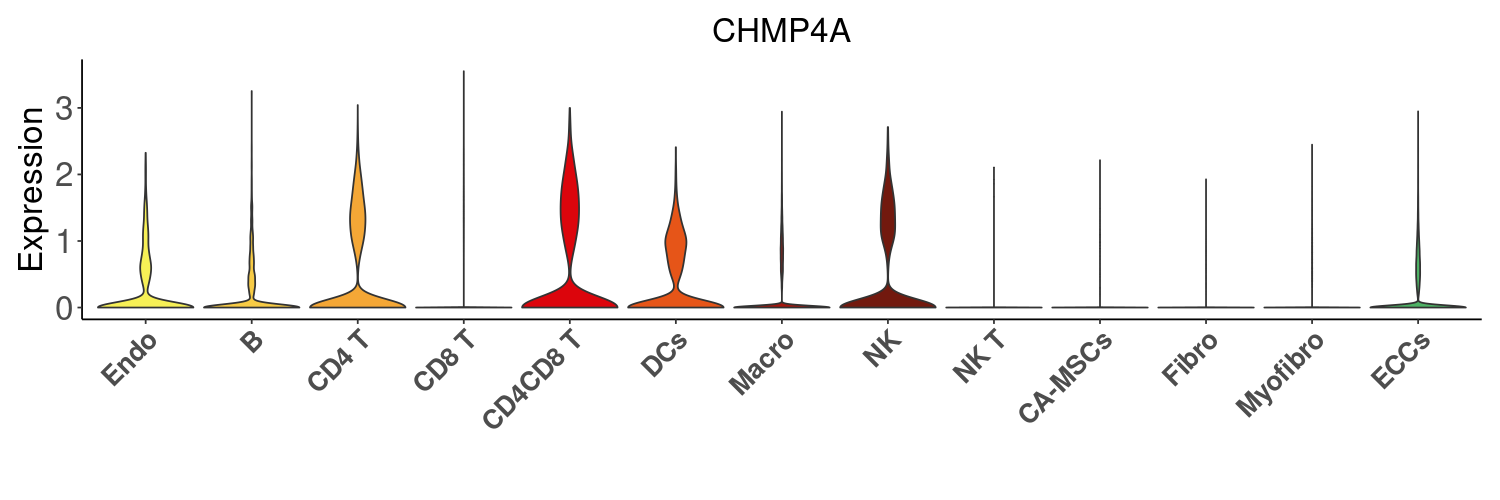 CHMP4A
Expression
3
2
1
0
Endo
B
CD4 T
CD8 T
CD4CD8 T
DCs
Macro
NK
NK T
CA-MSCs
Fibro
Myofibro
ECCs